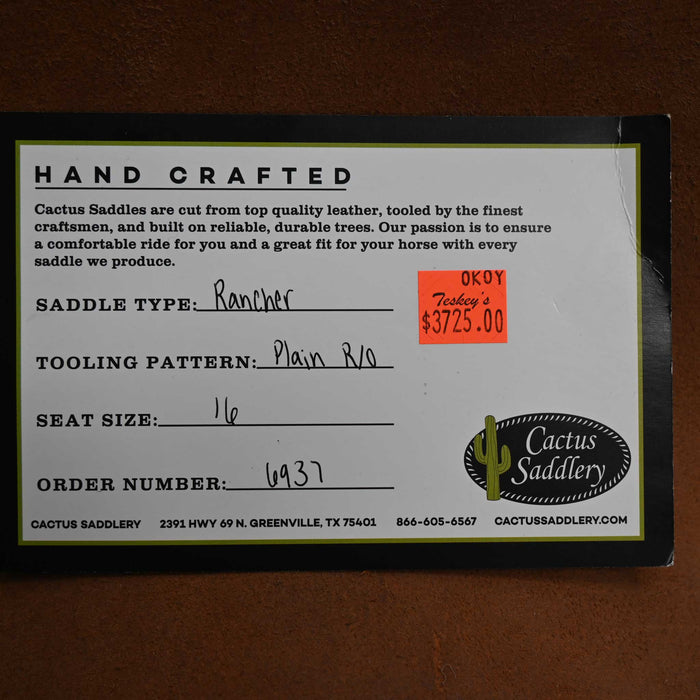 HAND CRAFTED
Cactus Saddles are cut from top quality leather, tooled by the finest
craftsmen, and built on reliable, durable trees. Our passion is to ensure
a comfortable ride for you and a great fit for your horse with every
saddle we produce.
SADDLE TYPE: Rancher
OKOY
Teskey's
$3725.00
TOOLING PATTERN: Plain R/O
SEAT SIZE: 16
Cactus
Saddlery
ORDER NUMBER: 6937
CACTUS SADDLERY 2391 HWY 69 N. GREENVILLE, TX 75401 866-605-6567 CACTUSSADDLERY.COM